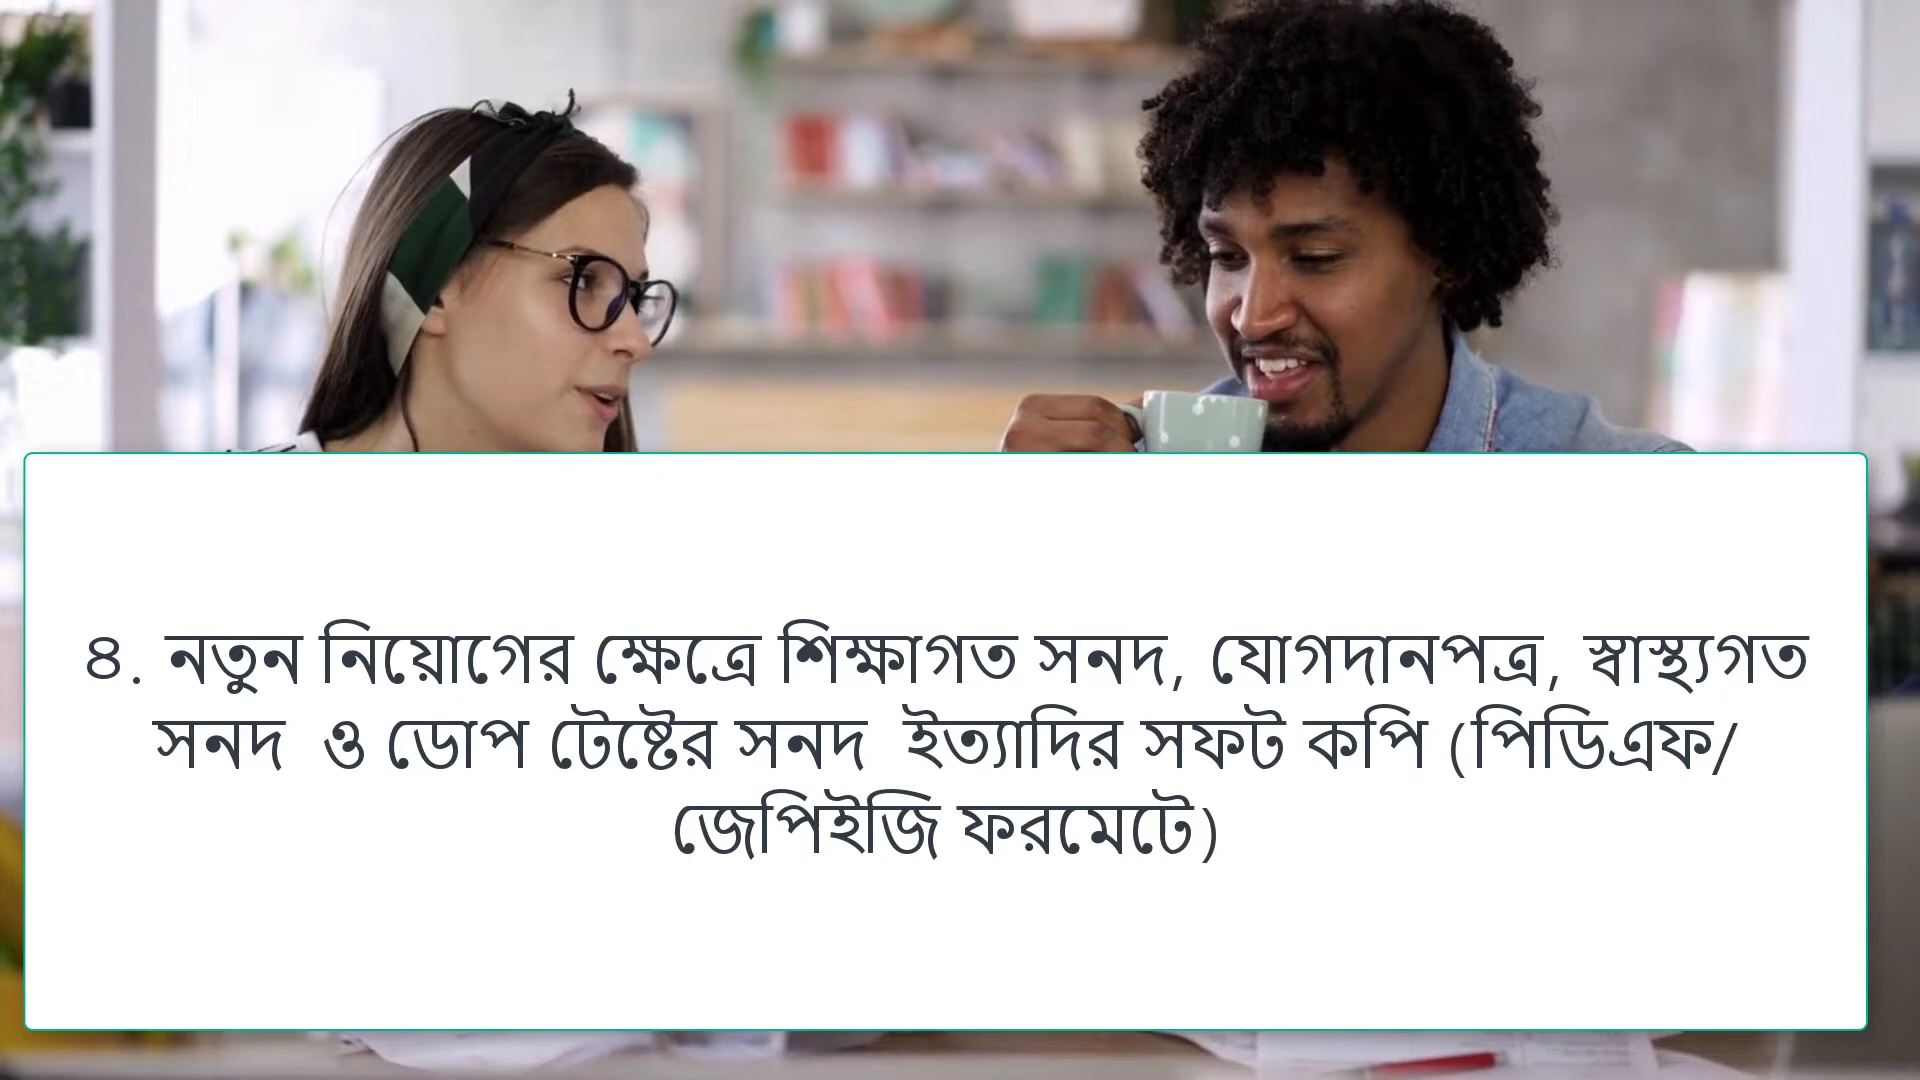 ৪. নতুন নিয়োগের ক্ষেত্রে শিক্ষাগত সনদ, যোগদানপত্র, স্বাস্থ্যগত
সনদ ও ডোপ টেষ্টের সনদ ইত্যাদির সফট কপি (পিডিএফ/
জেপিইজি ফরমেটে)